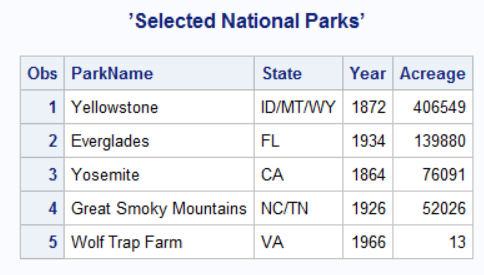 ’Selected National Parks’
Obs ParkName State Year Acreage
1 Yellowstone ID/MT/WY 1872 406549
2 Everglades FL 1934 139880
3 Yosemite CA 1864 76091
4 Great Smoky Mountains NC/TN 1926 52026
5 Wolf Trap Farm VA 1966 13